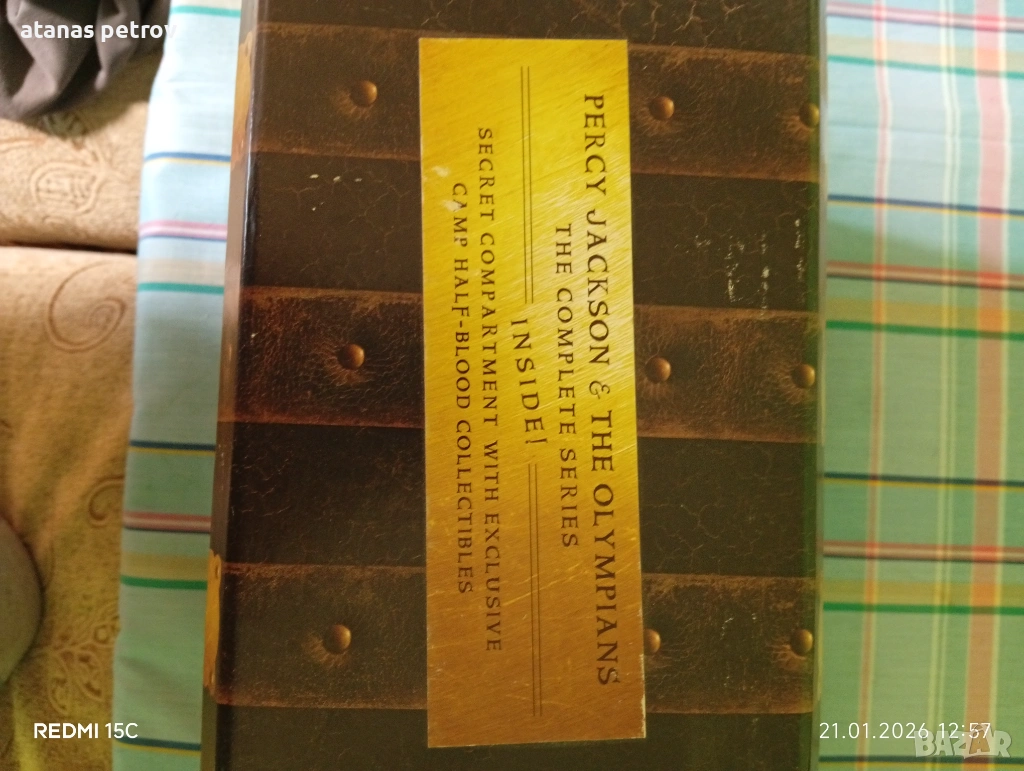 atanas petrov
PERCY JACKSON & THE OLYMPIANS
THE COMPLETE SERIES
INSIDE!
SECRET COMPARTMENT WITH EXCLUSIVE
CAMP HALF-BLOOD COLLECTIBLES
REDMI 15C
21.01.2026 12:57
BAZAR